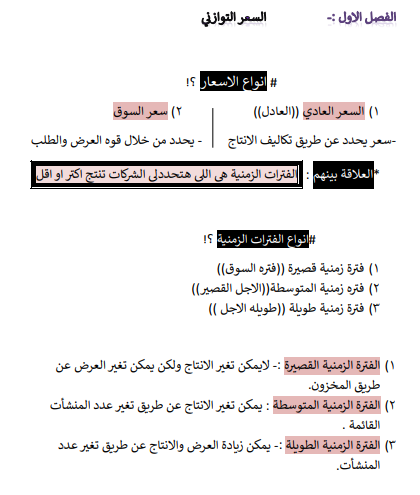 الفصل الاول :- السعر التوازني
# انواع الاسعار ؟!
١) السعر العادي ((العادل)) ٢) سعر السوق
-سعر يحدد عن طريق تكاليف الانتاج - يحدد من خلال قوه العرض والطلب
*العلاقة بينهم : الفترات الزمنية هى اللى هتحددلى الشركات تنتج اكتر او اقل
#انواع الفترات الزمنية ؟!
١) فترة زمنية قصيرة ((فتره السوق))
٢) فتره زمنية المتوسطة((الاجل القصير))
٣) فترة زمنية طويلة ((طويله الاجل ))
١) الفترة الزمنية القصيرة :- لايمكن تغير الانتاج ولكن يمكن تغير العرض عن
طريق المخزون.
٢) الفترة الزمنية المتوسطة : يمكن تغير الانتاج عن طريق تغير عدد المنشأت
القائمة .
٣) الفترة الزمنية الطويلة :- يمكن زيادة العرض والانتاج عن طريق تغير عدد
المنشأت.